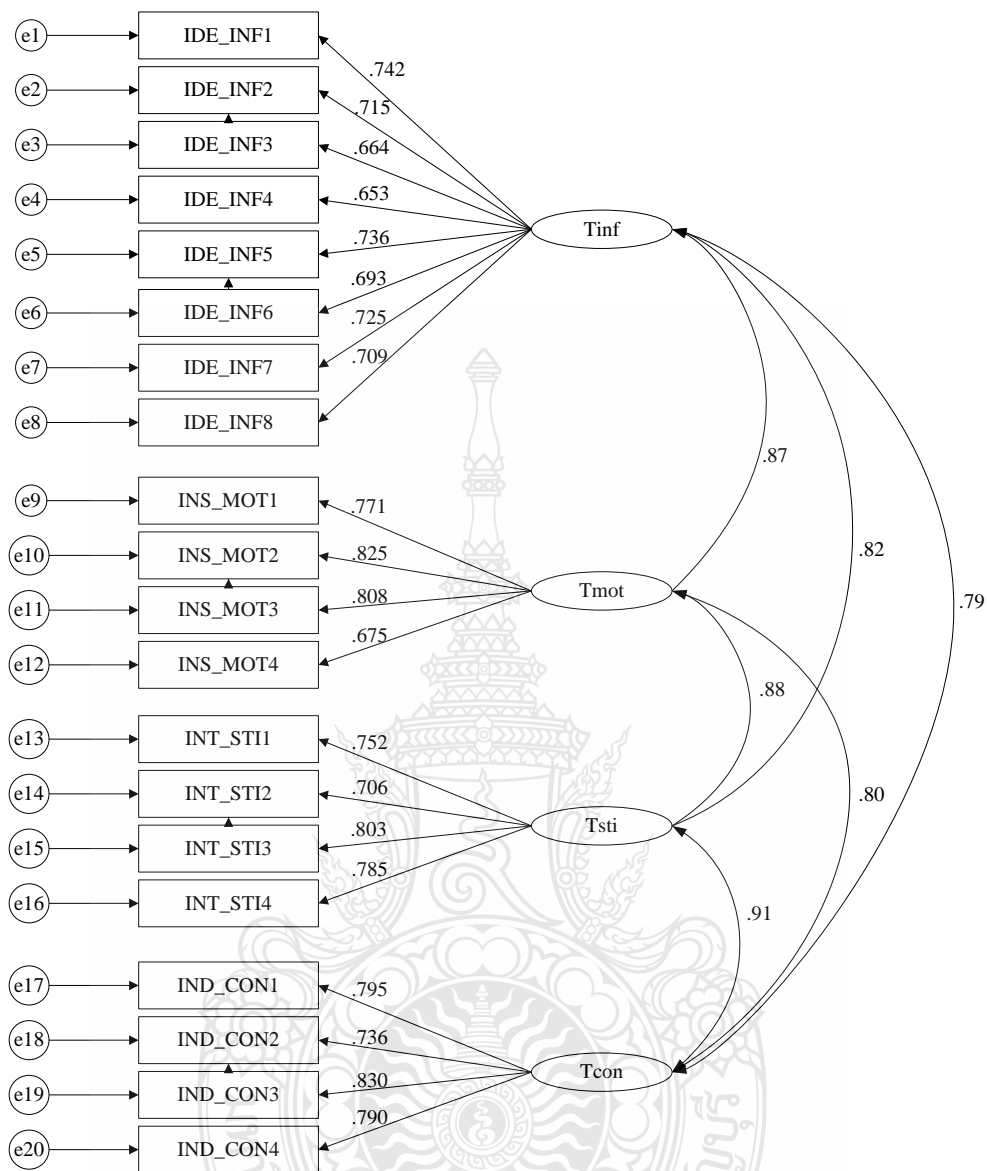 e1 IDE_INF1
.742
e2 IDE_INF2
.715
e3 IDE_INF3
.664
e4 IDE_INF4
.653
Tinf
e5 IDE_INF5
.736
e6 IDE_INF6
.693
e7 IDE_INF7
.725
e8 IDE_INF8
.709
.87
e9 INS_MOT1
.771
e10 INS_MOT2
.825
.82
e11 INS_MOT3
.808
Tmot
.79
e12 INS_MOT4
.675
.88
e13 INT_STI1
.752
e14 INT_STI2
.706
.80
e15 INT_STI3
.803
Tsti
e16 INT_STI4
.785
.91
e17 IND_CON1
.795
e18 IND_CON2
.736
e19 IND_CON3
.830
Tcon
e20 IND_CON4
.790